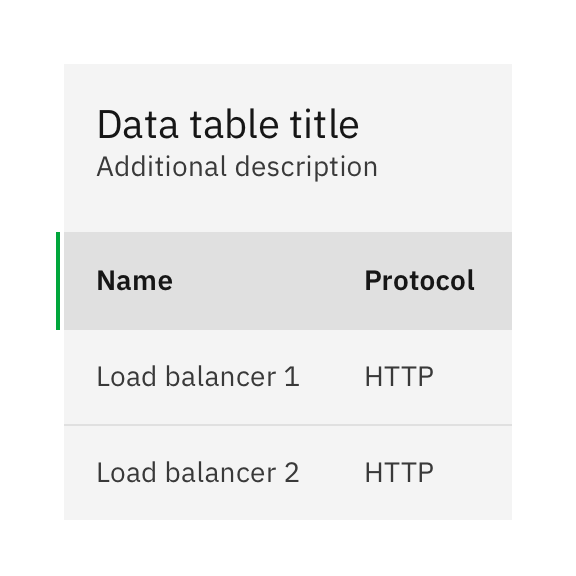 Data table title
Additional description
Name Protocol
Load balancer 1 HTTP
Load balancer 2 HTTP